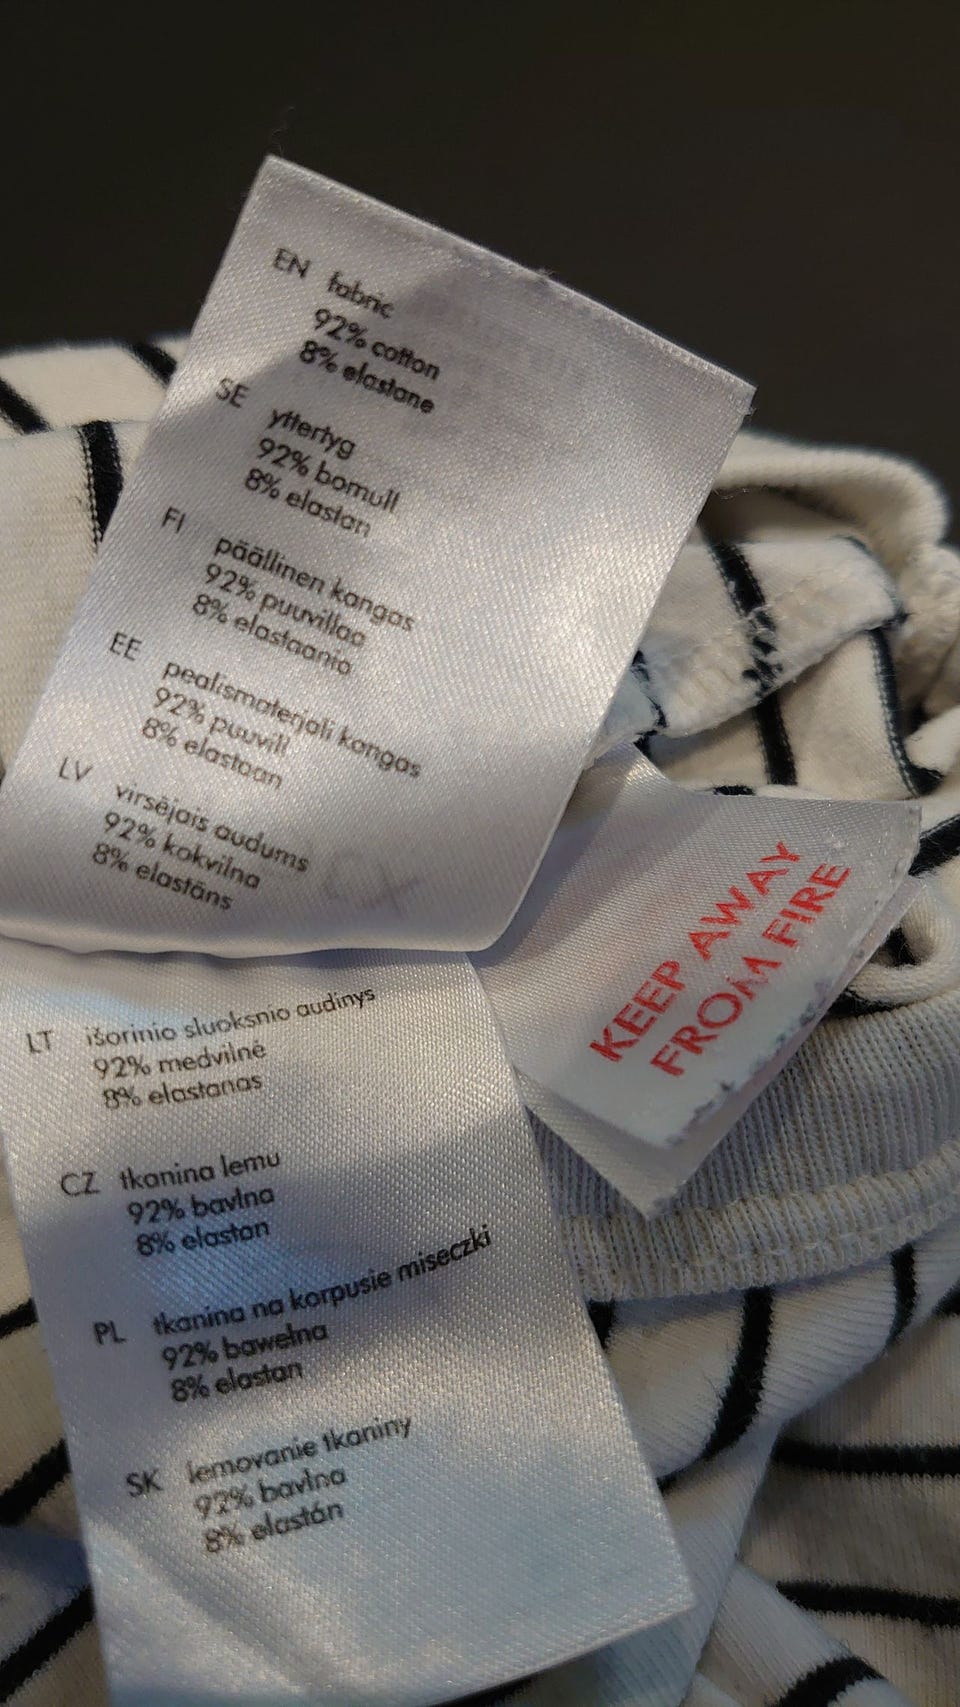 EN fabric
92% cotton
8% elastane
SE yttertyg
92% bomull
8% elastan
FI päällinen kangas
92% puuvillaa
8% elastaania
EE pealismaterjali kangas
92% puuvill
8% elastaan
LV virsējais audums
92% kokvilna
8% elastāns
KEEP AWAY
FROM FIRE
LT išorinio sluoksnio audinys
92% medvilnė
8% elastanas
CZ tkanina lemu
92% bavlna
8% elastan
PL tkanina na korpusie miseczki
92% bawełna
8% elastan
SK lemovanie tkaniny
92% bavlna
8% elastán